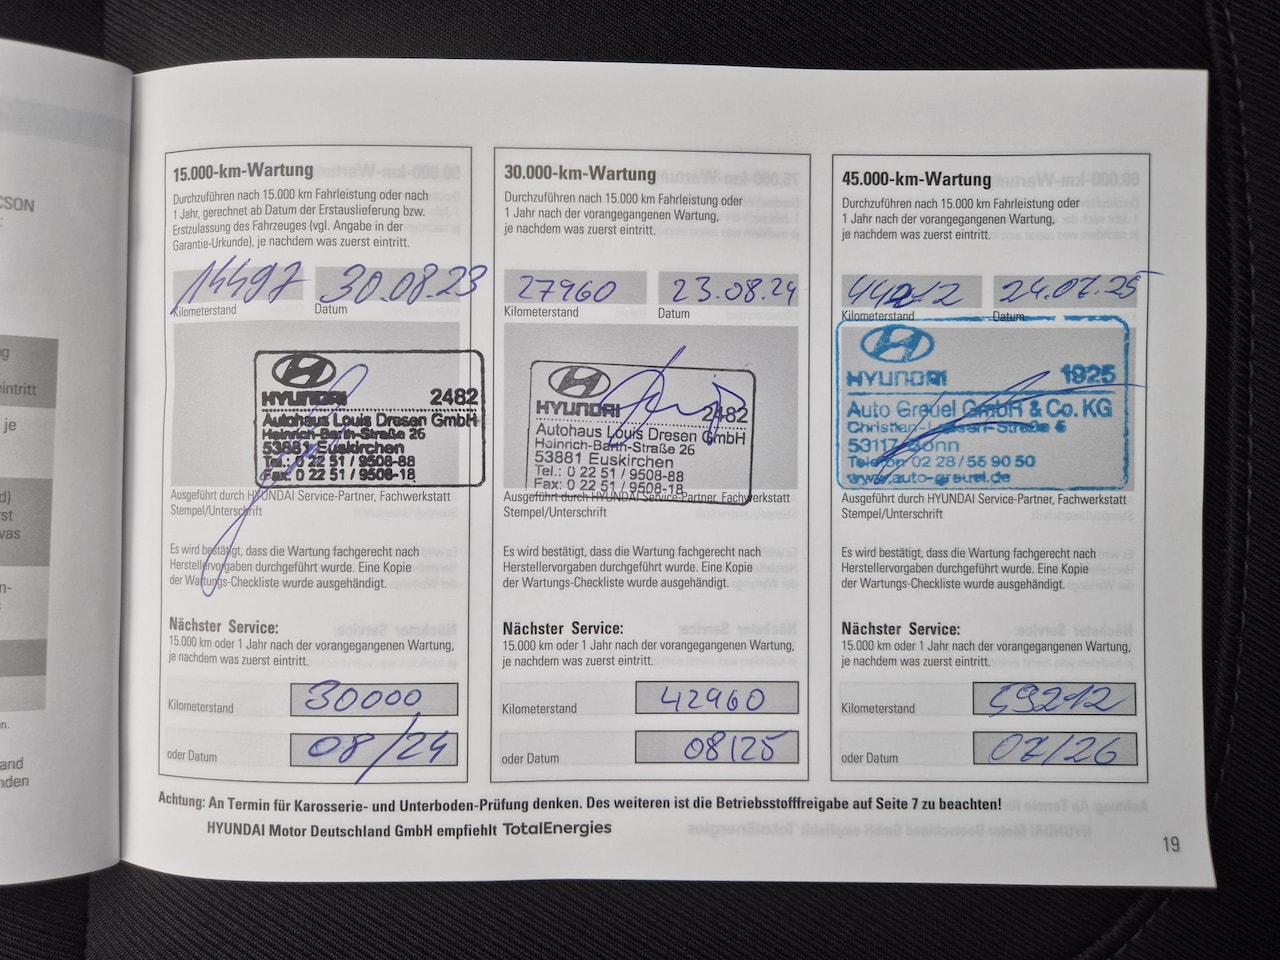 CSON
:
g
eintritt
je
d)
rst
was
n-
n.
and
nden
15.000-km-Wartung
Durchzuführen nach 15.000 km Fahrleistung oder nach
1 Jahr, gerechnet ab Datum der Erstauslieferung bzw.
Erstzulassung des Fahrzeuges (vgl. Angabe in der
Garantie-Urkunde), je nachdem was zuerst eintritt.
14497 30.08.23
Kilometerstand Datum
HYUNDAI 2482
Autohaus Louis Dresen GmbH
Heinrich-Barth-Straße 26
53881 Euskirchen
Tel.: 0 22 51 / 9508-88
Fax: 0 22 51 / 9508-18
Ausgeführt durch HYUNDAI Service-Partner, Fachwerkstatt
Stempel/Unterschrift
Es wird bestätigt, dass die Wartung fachgerecht nach
Herstellervorgaben durchgeführt wurde. Eine Kopie
der Wartungs-Checkliste wurde ausgehändigt.
Nächster Service:
15.000 km oder 1 Jahr nach der vorangegangenen Wartung,
je nachdem was zuerst eintritt.
Kilometerstand 30000
oder Datum 08/24
30.000-km-Wartung
Durchzuführen nach 15.000 km Fahrleistung oder
1 Jahr nach der vorangegangenen Wartung,
je nachdem was zuerst eintritt.
27960 23.08.24
Kilometerstand Datum
HYUNDAI 2482
Autohaus Louis Dresen GmbH
Heinrich-Barth-Straße 26
53881 Euskirchen
Tel.: 0 22 51 / 9508-88
Fax: 0 22 51 / 9508-18
Ausgeführt durch HYUNDAI Service-Partner, Fachwerkstatt
Stempel/Unterschrift
Es wird bestätigt, dass die Wartung fachgerecht nach
Herstellervorgaben durchgeführt wurde. Eine Kopie
der Wartungs-Checkliste wurde ausgehändigt.
Nächster Service:
15.000 km oder 1 Jahr nach der vorangegangenen Wartung,
je nachdem was zuerst eintritt.
Kilometerstand 42960
oder Datum 08/25
45.000-km-Wartung
Durchzuführen nach 15.000 km Fahrleistung oder
1 Jahr nach der vorangegangenen Wartung,
je nachdem was zuerst eintritt.
44212 24.07.25
Kilometerstand Datum
HYUNDAI 1925
Auto Greuel GmbH & Co. KG
Christian-Lassen-Straße 6
53117 Bonn
Telefon 02 28 / 55 90 50
www.auto-greuel.de
Ausgeführt durch HYUNDAI Service-Partner, Fachwerkstatt
Stempel/Unterschrift
Es wird bestätigt, dass die Wartung fachgerecht nach
Herstellervorgaben durchgeführt wurde. Eine Kopie
der Wartungs-Checkliste wurde ausgehändigt.
Nächster Service:
15.000 km oder 1 Jahr nach der vorangegangenen Wartung,
je nachdem was zuerst eintritt.
Kilometerstand 59212
oder Datum 07/26
Achtung: An Termin für Karosserie- und Unterboden-Prüfung denken. Des weiteren ist die Betriebsstofffreigabe auf Seite 7 zu beachten!
HYUNDAI Motor Deutschland GmbH empfiehlt TotalEnergies
19